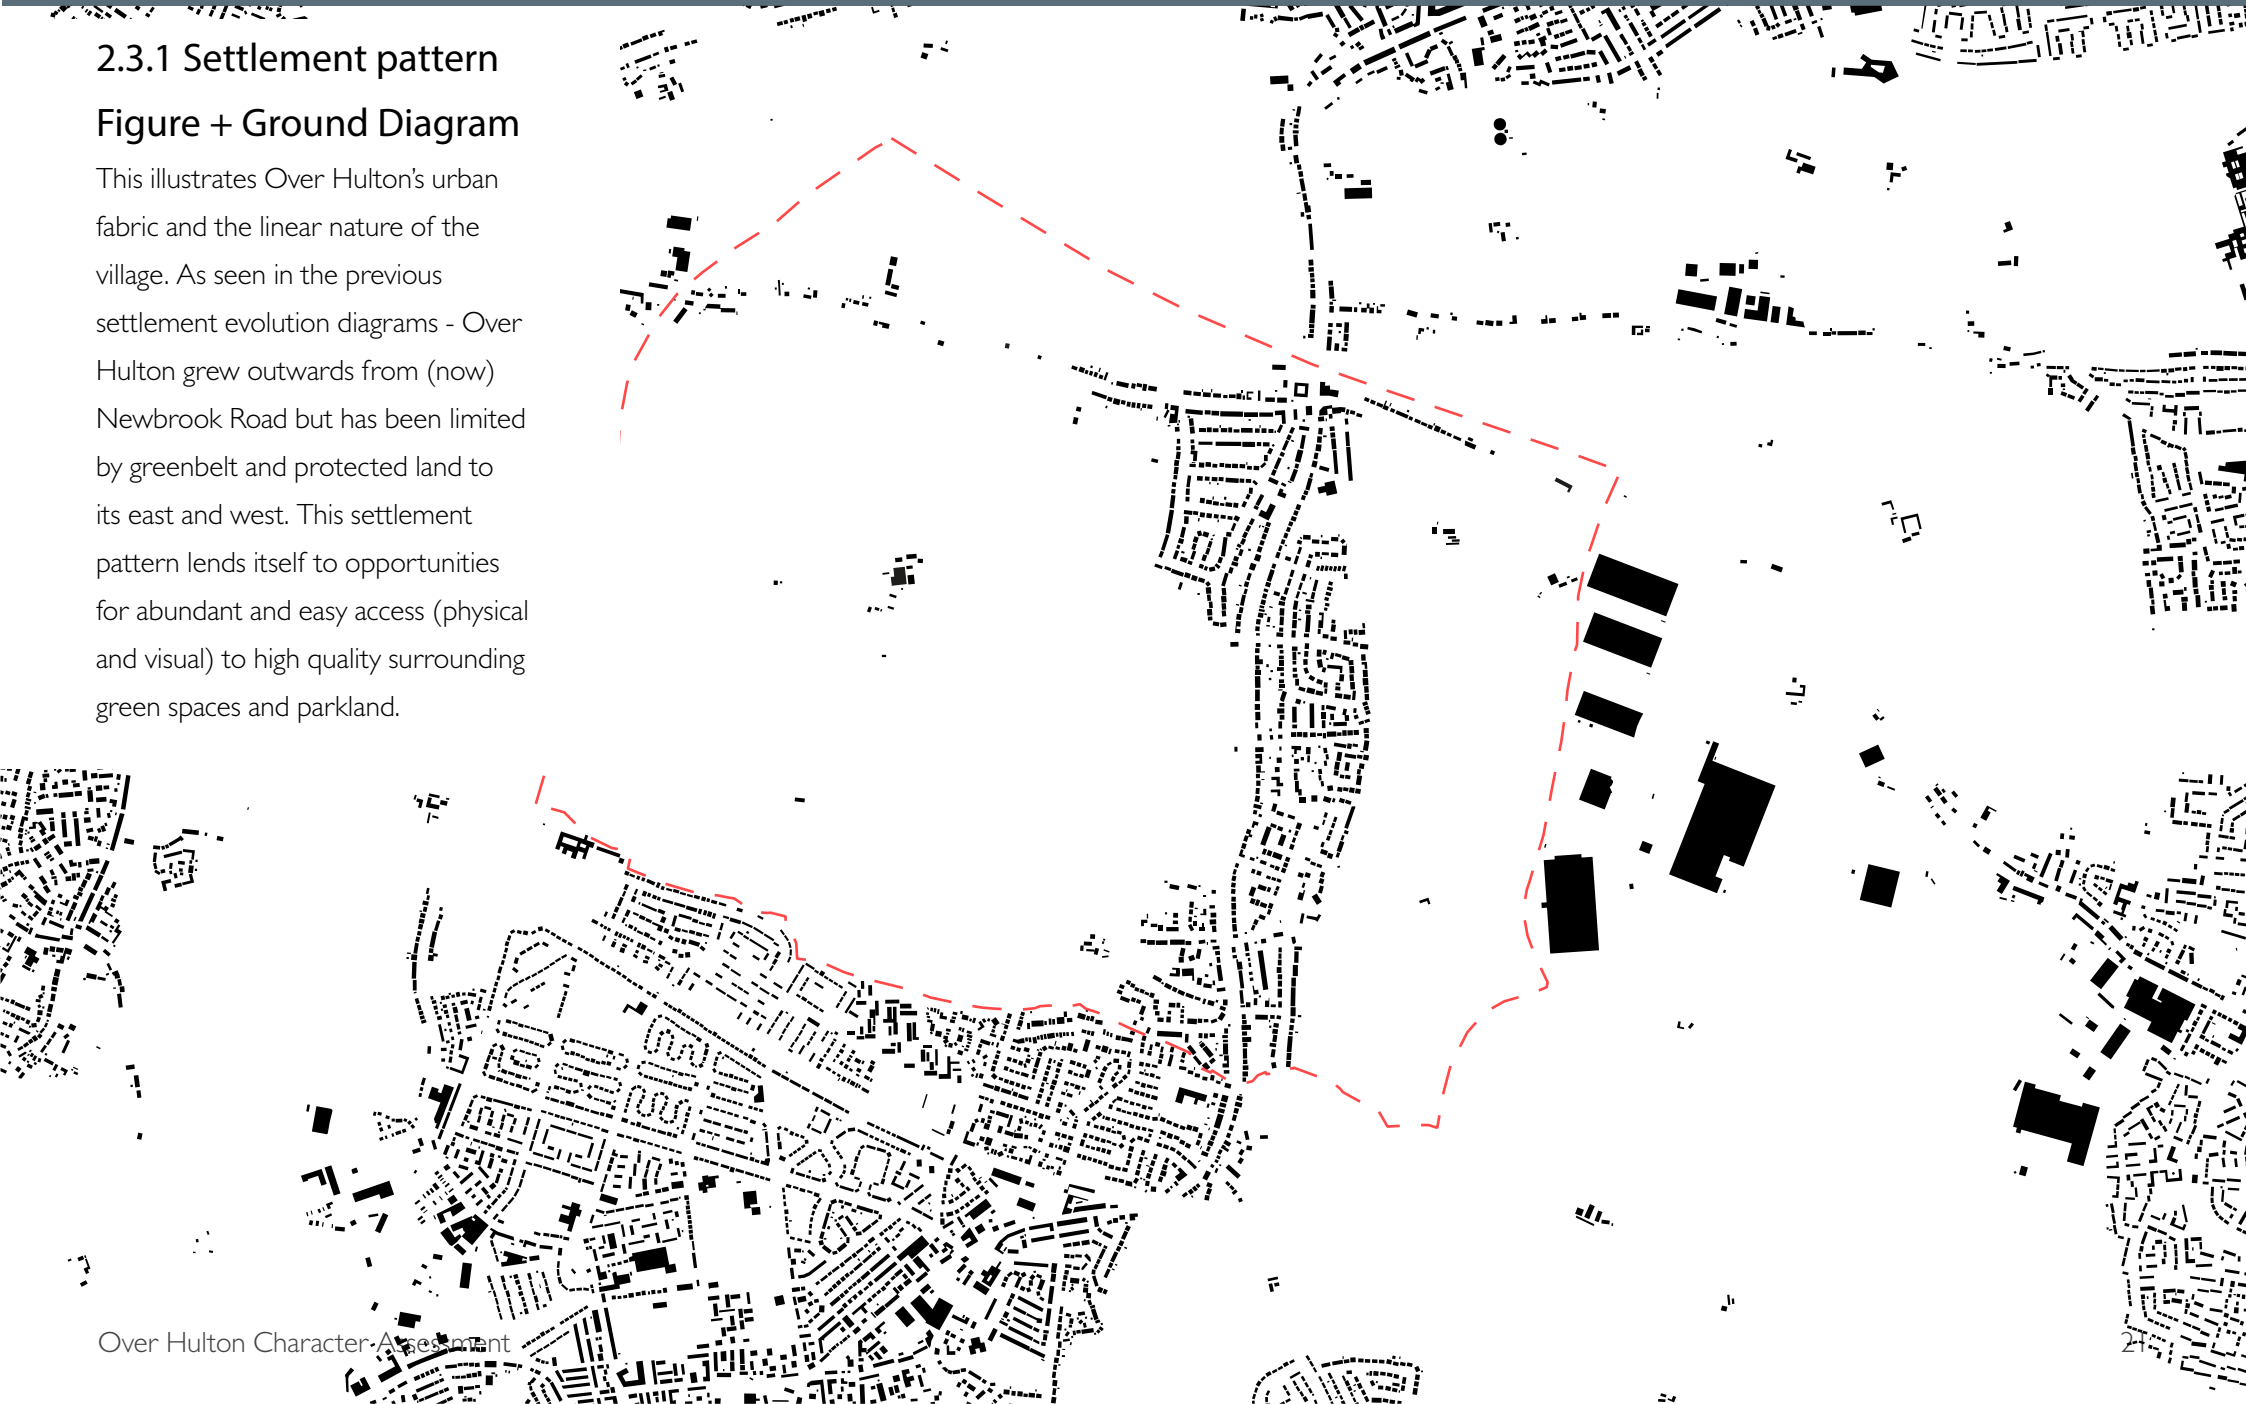 2.3.1 Settlement pattern
Figure + Ground Diagram
This illustrates Over Hulton’s urban
fabric and the linear nature of the
village. As seen in the previous
settlement evolution diagrams - Over
Hulton grew outwards from (now)
Newbrook Road but has been limited
by greenbelt and protected land to
its east and west. This settlement
pattern lends itself to opportunities
for abundant and easy access (physical
and visual) to high quality surrounding
green spaces and parkland.
Over Hulton Character Assessment
21